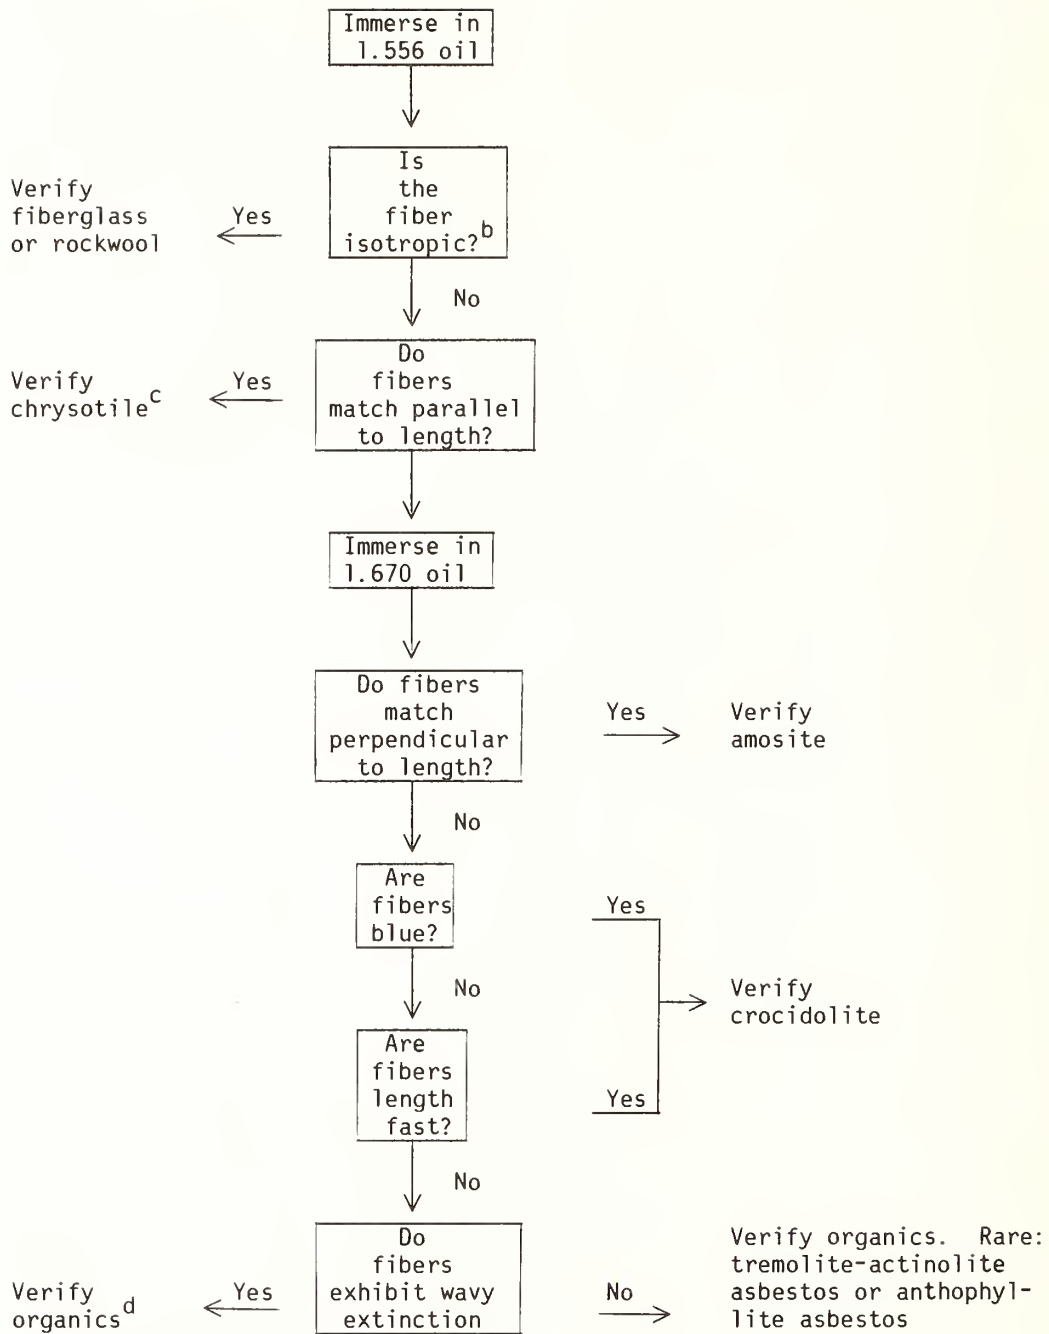 Immerse in
1.556 oil
Is
the
fiber
isotropic?b
Verify
fiberglass
or rockwool
Yes
No
Do
fibers
match parallel
to length?
Verify
chrysotilec
Yes
Immerse in
1.670 oil
Do fibers
match
perpendicular
to length?
Yes
Verify
amosite
No
Are
fibers
blue?
Yes
No
Verify
crocidolite
Are
fibers
length
fast?
Yes
No
Do
fibers
exhibit wavy
extinction
Verify
organicsd
Yes
No
Verify organics. Rare:
tremolite-actinolite
asbestos or anthophyl-
lite asbestos